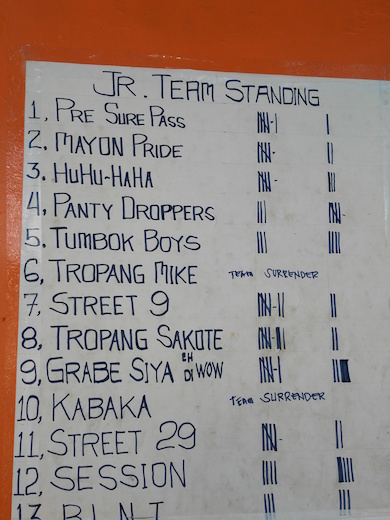 JR. TEAM STANDING
1, PRE SURE PASS
2. MAYON PRIDE
3. HUHU-HAHA
4, PANTY DROPPERS
5. TUMBOK BOYS
6, TROPANG MIKE TEAM SURRENDER
7, STREET 9
8, TROPANG SAKOTE
9, GRABE SIYA EH DI WOW
10, KABAKA TEAM SURRENDER
11, STREET 29
12, SESSION
13